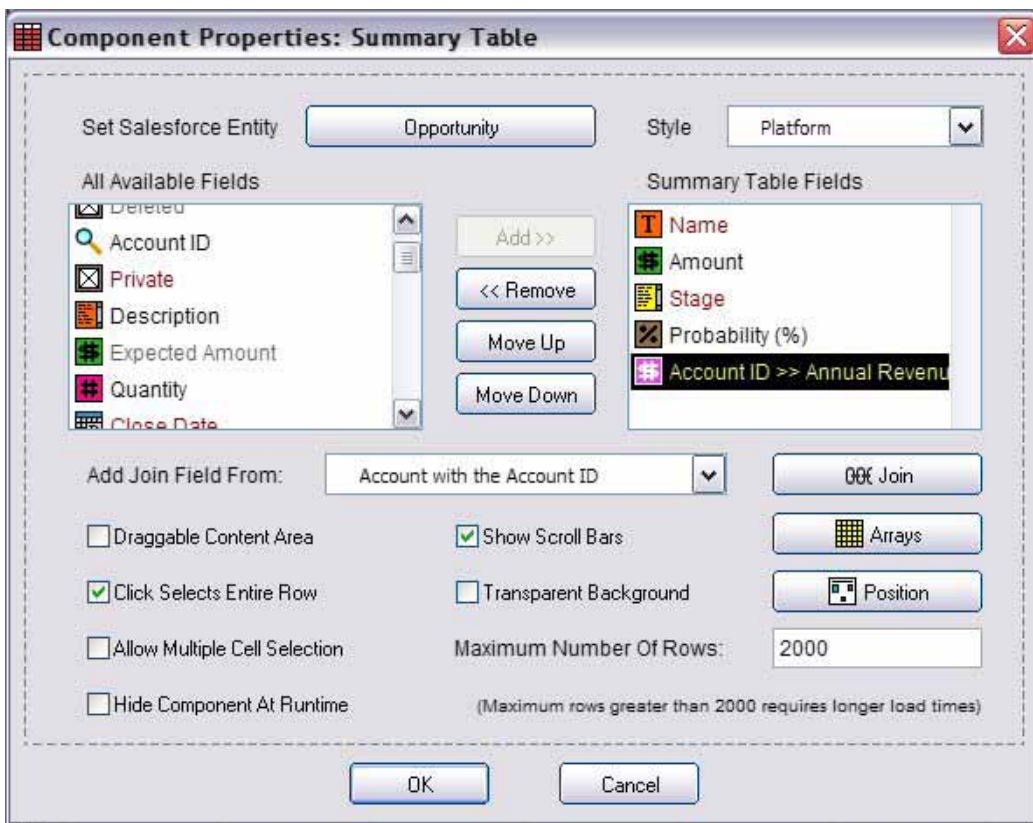 Component Properties: Summary Table
Set Salesforce Entity Opportunity Style Platform
All Available Fields Summary Table Fields
Deleted
Account ID
Private
Description
Expected Amount
Quantity
Close Date
Add >>
<< Remove
Move Up
Move Down
Name
Amount
Stage
Probability (%)
Account ID >> Annual Revenu
Add Join Field From: Account with the Account ID Join
Draggable Content Area Show Scroll Bars Arrays
Click Selects Entire Row Transparent Background Position
Allow Multiple Cell Selection Maximum Number Of Rows: 2000
Hide Component At Runtime (Maximum rows greater than 2000 requires longer load times)
OK Cancel